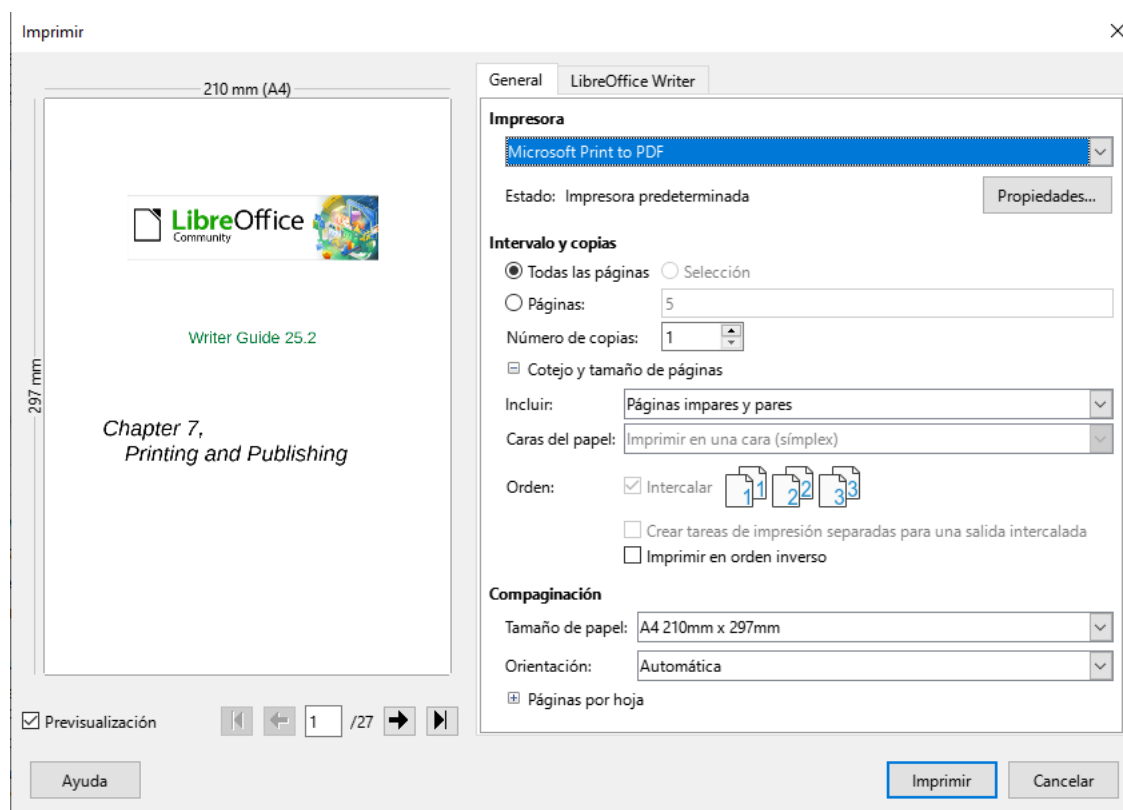 Imprimir
210 mm (A4)
297 mm
LibreOffice
Community
Writer Guide 25.2
Chapter 7,
Printing and Publishing
Previsualización
1 /27
General LibreOffice Writer
Impresora
Microsoft Print to PDF
Estado: Impresora predeterminada Propiedades...
Intervalo y copias
Todas las páginas Selección
Páginas: 5
Número de copias: 1
Cotejo y tamaño de páginas
Incluir: Páginas impares y pares
Caras del papel: Imprimir en una cara (símplex)
Orden: Intercalar 1 1 2 2 3 3
Crear tareas de impresión separadas para una salida intercalada
Imprimir en orden inverso
Compaginación
Tamaño de papel: A4 210mm x 297mm
Orientación: Automática
Páginas por hoja
Ayuda Imprimir Cancelar